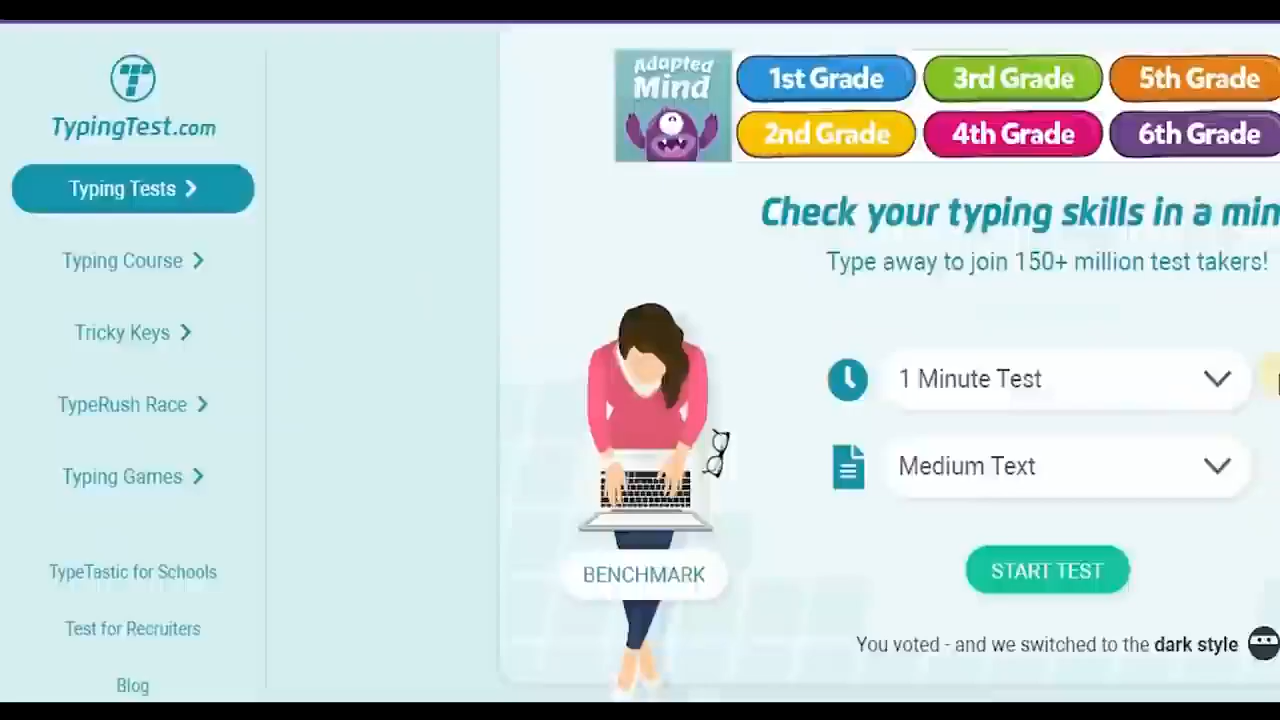 TypingTest.com
Typing Tests
Typing Course
Tricky Keys
TypeRush Race
Typing Games
TypeTastic for Schools
Test for Recruiters
Blog
Adapted
Mind
1st Grade
3rd Grade
5th Grade
2nd Grade
4th Grade
6th Grade
Check your typing skills in a
Type away to join 150+ million test takers!
1 Minute Test
Medium Text
BENCHMARK
START TEST
You voted - and we switched to the dark style